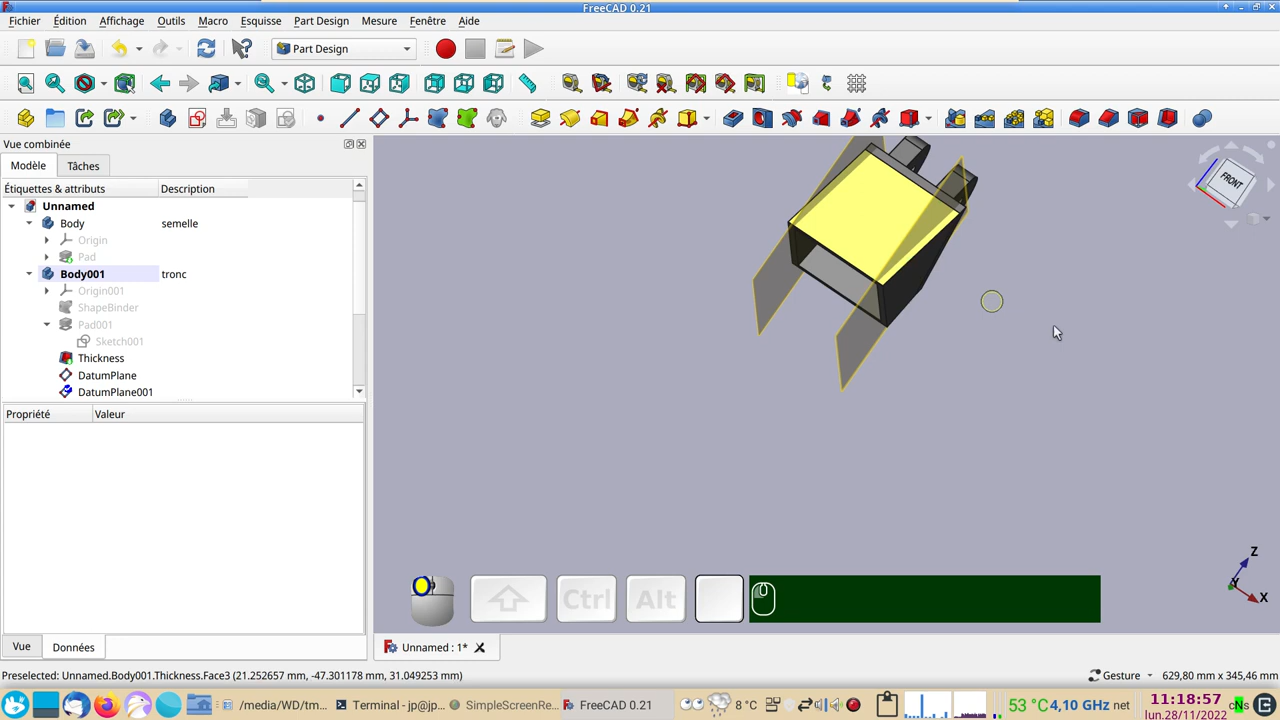 FreeCAD 0.21
Fichier Édition Affichage Outils Macro Esquisse Part Design Mesure Fenêtre Aide
Part Design
Vue combinée
Modèle Tâches
Étiquettes & attributs Description
Unnamed
Body semelle
Origin
Pad
Body001 tronc
Origin001
ShapeBinder
Pad001
Sketch001
Thickness
DatumPlane
DatumPlane001
Propriété Valeur
FRONT
Z
Y
X
Ctrl Alt
Vue Données
Unnamed : 1*
Preselected: Unnamed.Body001.Thickness.Face3 (21.252657 mm, -47.301178 mm, 31.049253 mm)
Gesture 629,80 mm x 345,46 mm
/media/WD/tm... Terminal - jp@jp... SimpleScreenRe... FreeCAD 0.21
8 °C
53 °C 4,10 GHz net
11:18:57
lun.28/11/2022
cNs